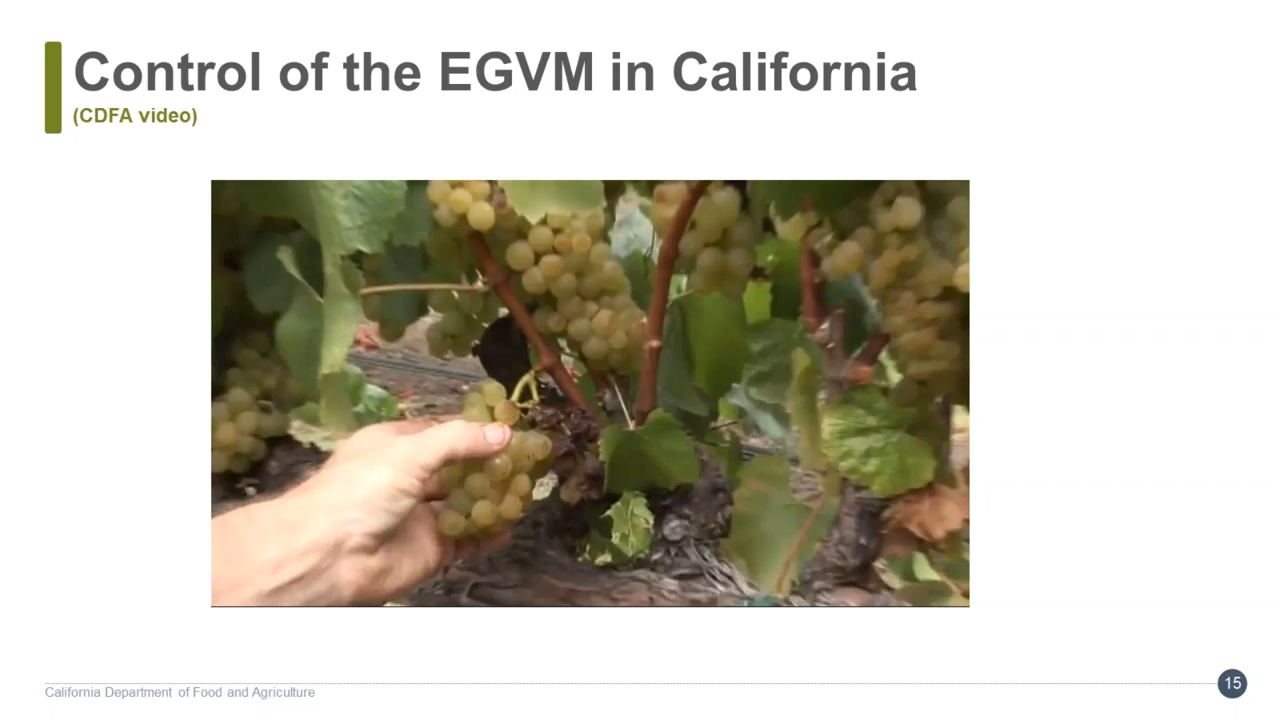 Control of the EGVM in California
(CDFA video)
California Department of Food and Agriculture
15